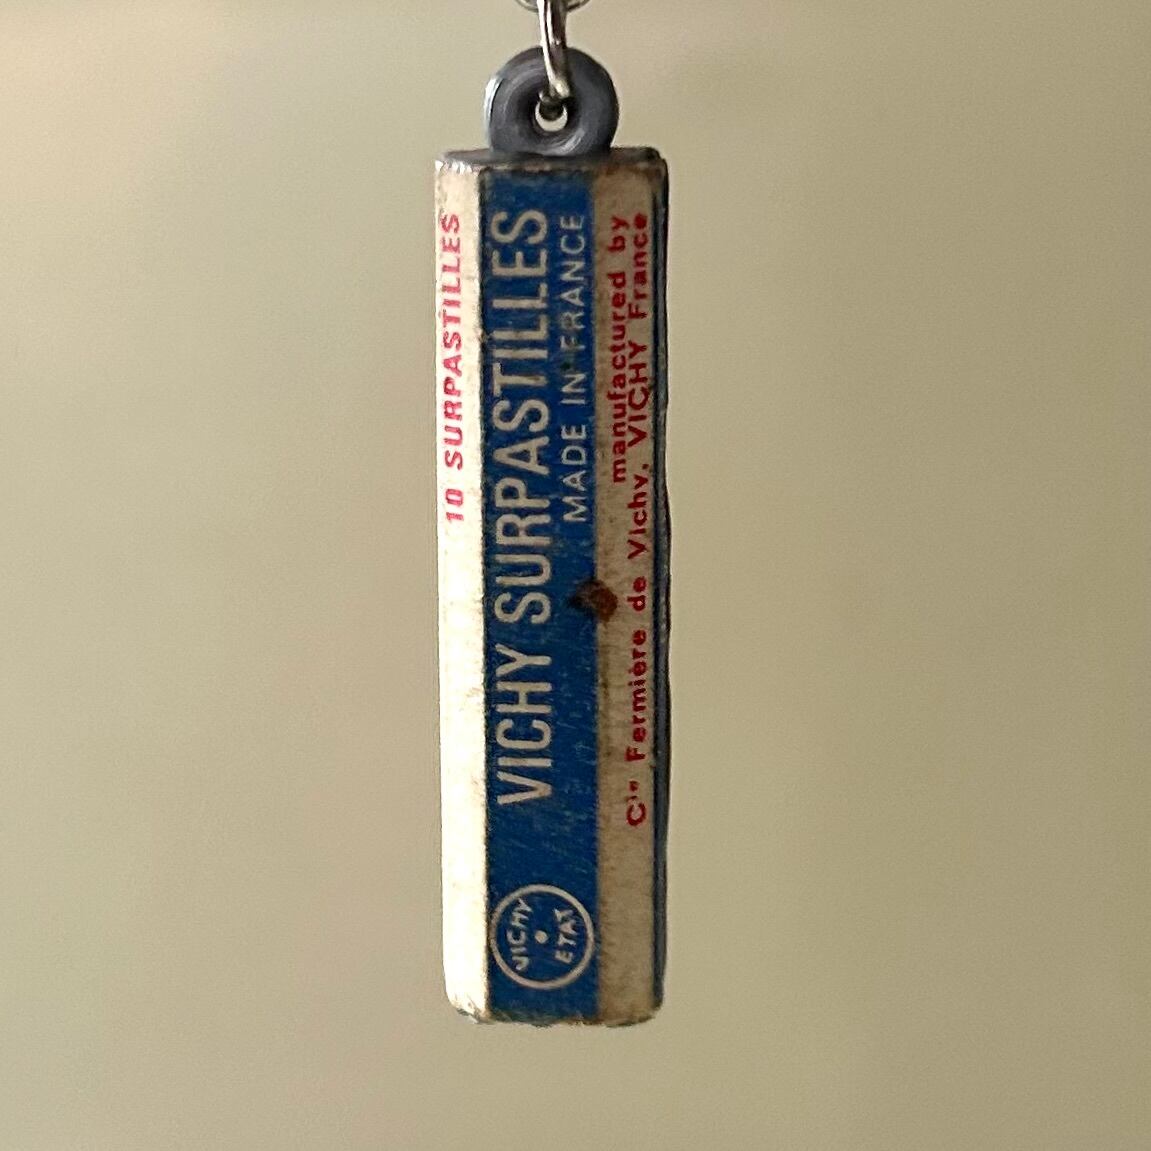 10 SURPASTILLES
VICHY SURPASTILLES
MADE IN FRANCE
VICHY
ETAT
manufactured by
Cie Fermière de Vichy, VICHY France